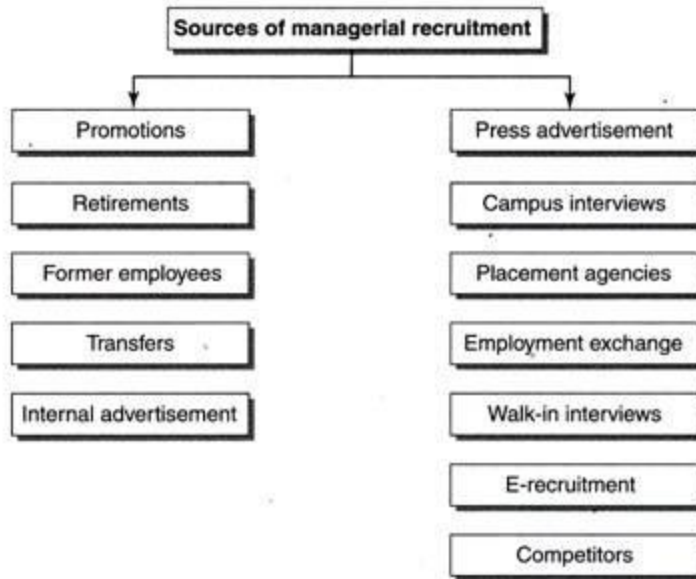 Sources of managerial recruitment
Promotions
Retirements
Former employees
Transfers
Internal advertisement
Press advertisement
Campus interviews
Placement agencies
Employment exchange
Walk-in interviews
E-recruitment
Competitors